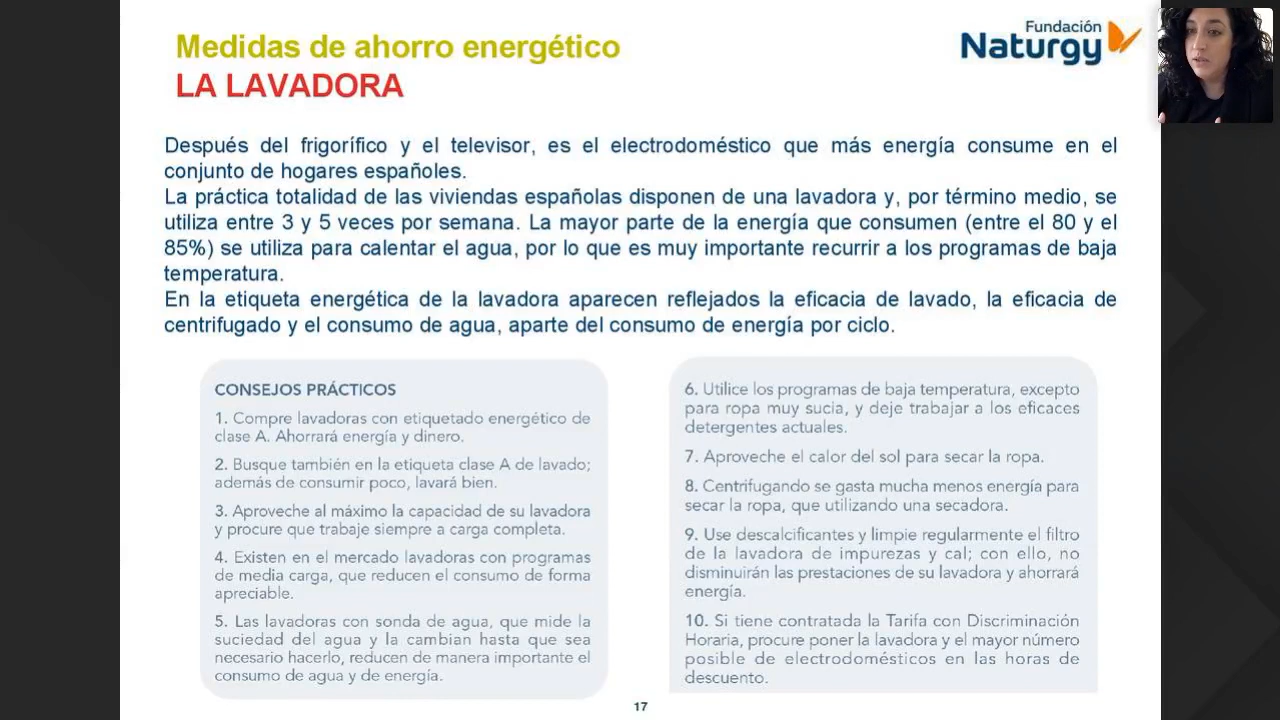 Medidas de ahorro energético
LA LAVADORA
Fundación
Naturgy
Después del frigorífico y el televisor, es el electrodoméstico que más energía consume en el
conjunto de hogares españoles.
La práctica totalidad de las viviendas españolas disponen de una lavadora y, por término medio, se
utiliza entre 3 y 5 veces por semana. La mayor parte de la energía que consumen (entre el 80 y el
85%) se utiliza para calentar el agua, por lo que es muy importante recurrir a los programas de baja
temperatura.
En la etiqueta energética de la lavadora aparecen reflejados la eficacia de lavado, la eficacia de
centrifugado y el consumo de agua, aparte del consumo de energía por ciclo.
CONSEJOS PRÁCTICOS
1. Compre lavadoras con etiquetado energético de
clase A. Ahorrará energía y dinero.
2. Busque también en la etiqueta clase A de lavado;
además de consumir poco, lavará bien.
3. Aproveche al máximo la capacidad de su lavadora
y procure que trabaje siempre a carga completa.
4. Existen en el mercado lavadoras con programas
de media carga, que reducen el consumo de forma
apreciable.
5. Las lavadoras con sonda de agua, que mide la
suciedad del agua y la cambian hasta que sea
necesario hacerlo, reducen de manera importante el
consumo de agua y de energía.
6. Utilice los programas de baja temperatura, excepto
para ropa muy sucia, y deje trabajar a los eficaces
detergentes actuales.
7. Aproveche el calor del sol para secar la ropa.
8. Centrifugando se gasta mucha menos energía para
secar la ropa, que utilizando una secadora.
9. Use descalcificantes y limpie regularmente el filtro
de la lavadora de impurezas y cal; con ello, no
disminuirán las prestaciones de su lavadora y ahorrará
energía.
10. Si tiene contratada la Tarifa con Discriminación
Horaria, procure poner la lavadora y el mayor número
posible de electrodomésticos en las horas de
descuento.
17